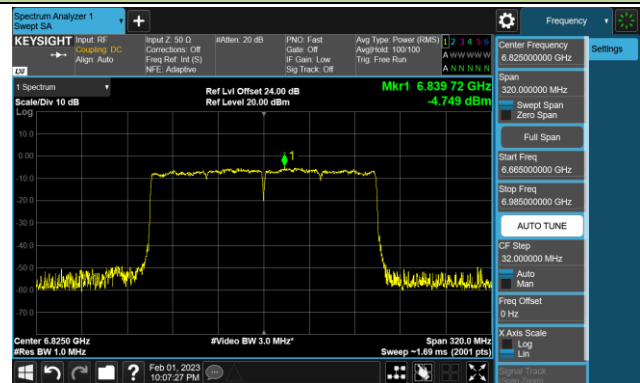 Spectrum Analyzer 1
Swept SA
+
Frequency
KEYSIGHT
Input: RF
Coupling: DC
Align: Auto
Input Z: 50 Ω
Corrections: Off
Freq Ref: Int (S)
NFE: Adaptive
#Atten: 20 dB
PNO: Fast
Gate: Off
IF Gain: Low
Sig Track: Off
Avg Type: Power (RMS)
Avg|Hold: 100/100
Trig: Free Run
1 2 3 4 5 6
A W W W W W
A N N N N N
LXI
1 Spectrum
Scale/Div 10 dB
Log
Ref Lvl Offset 24.00 dB
Ref Level 20.00 dBm
Mkr1 6.839 72 GHz
-4.749 dBm
1
10.0
0.00
-10.0
-20.0
-30.0
-40.0
-50.0
-60.0
-70.0
Center 6.8250 GHz
#Res BW 1.0 MHz
#Video BW 3.0 MHz*
Span 320.0 MHz
Sweep ~1.69 ms (2001 pts)
Center Frequency
6.825000000 GHz
Settings
Span
320.000000 MHz
Swept Span
Zero Span
Full Span
Start Freq
6.665000000 GHz
Stop Freq
6.985000000 GHz
AUTO TUNE
CF Step
32.000000 MHz
Auto
Man
Freq Offset
0 Hz
X Axis Scale
Log
Lin
Signal Track
(Span Zoom)
?
Feb 01, 2023
10:07:27 PM